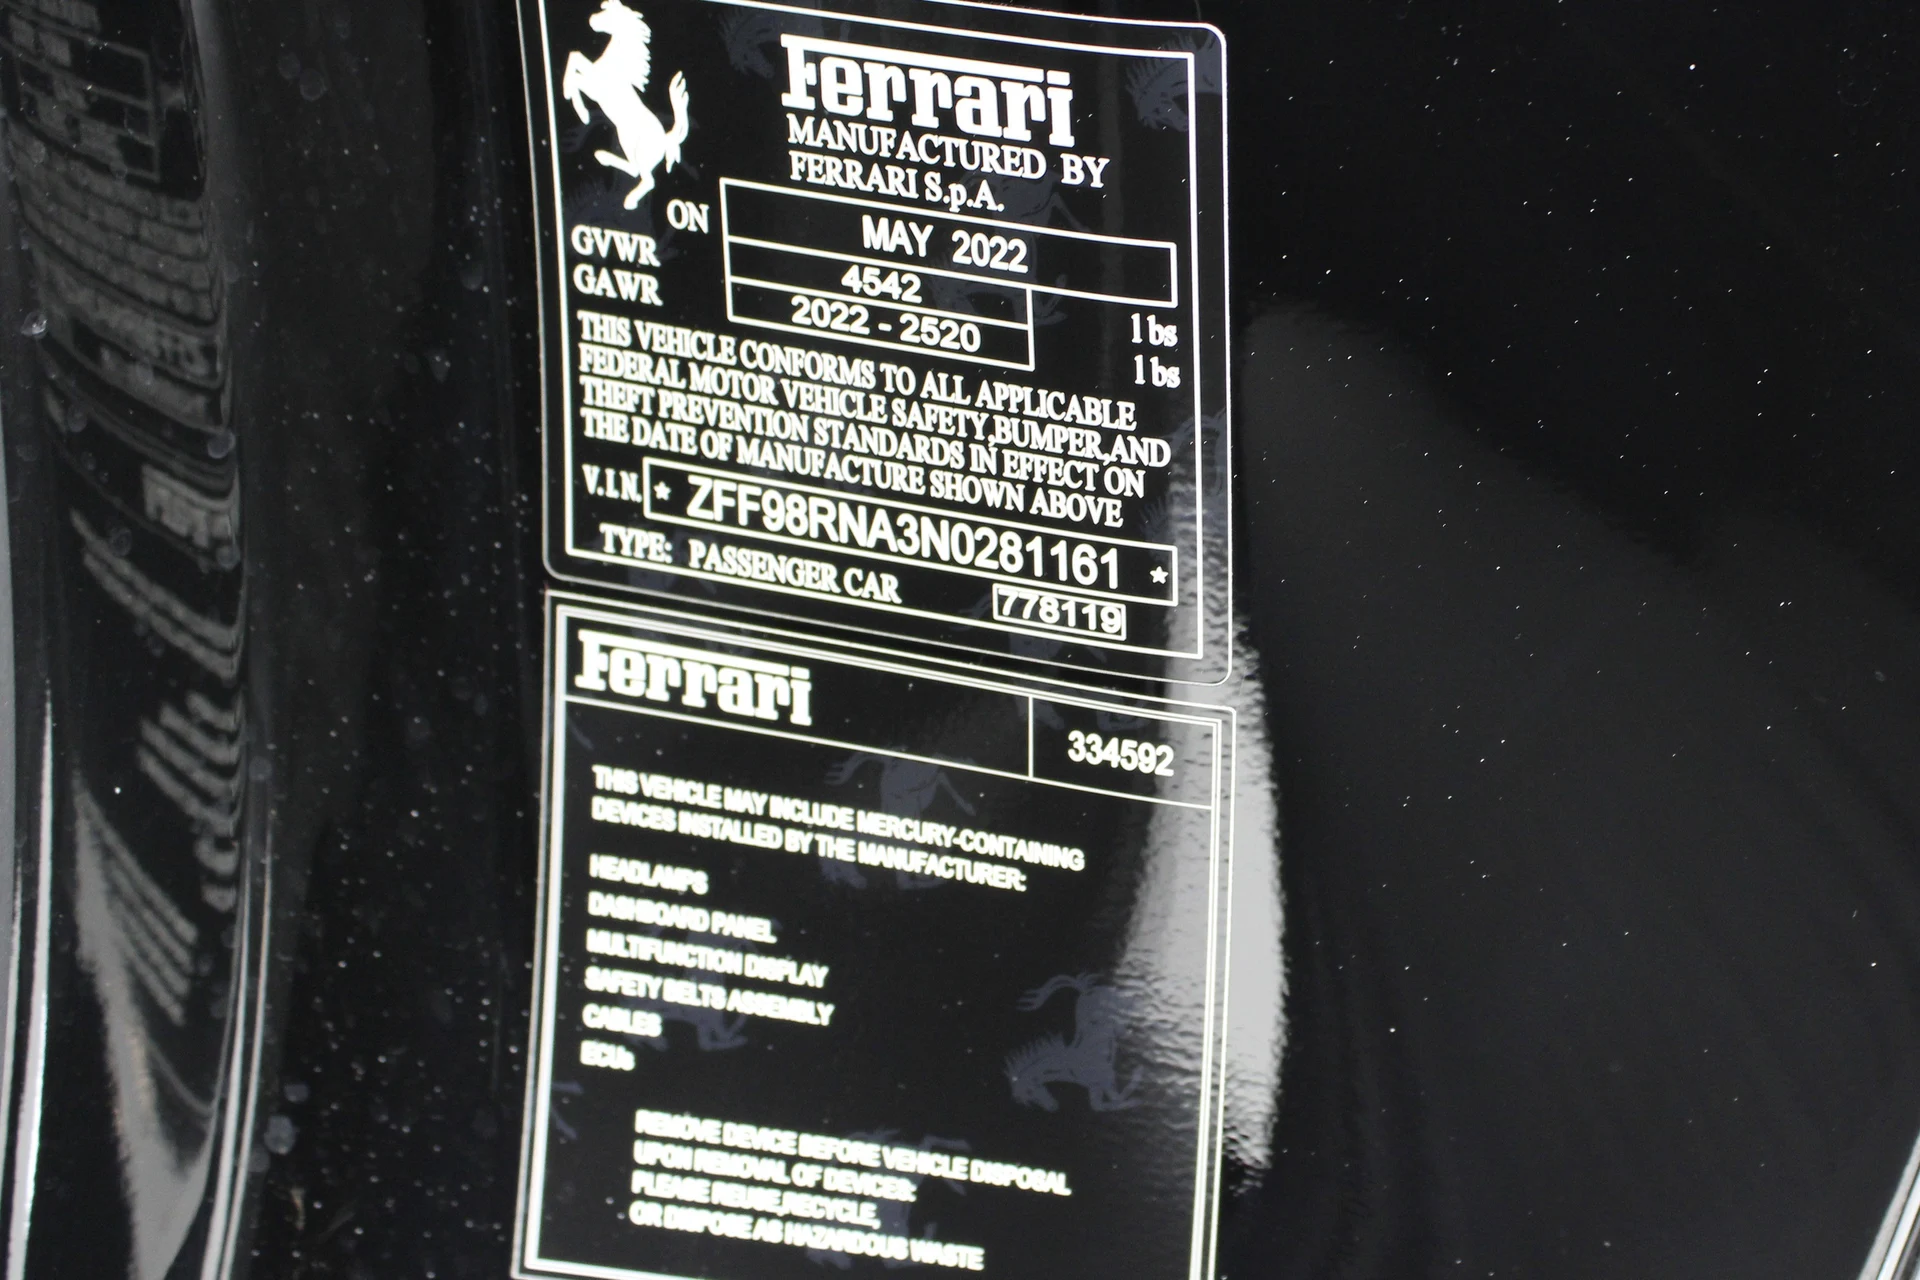 Ferrari
MANUFACTURED BY
FERRARI S.p.A.
ON MAY 2022
GVWR 4542 lbs
GAWR 2022 - 2520 lbs
THIS VEHICLE CONFORMS TO ALL APPLICABLE
FEDERAL MOTOR VEHICLE SAFETY,BUMPER,AND
THEFT PREVENTION STANDARDS IN EFFECT ON
THE DATE OF MANUFACTURE SHOWN ABOVE
V.I.N. * ZFF98RNA3N0281161 *
TYPE: PASSENGER CAR 778119
Ferrari 334592
THIS VEHICLE MAY INCLUDE MERCURY-CONTAINING
DEVICES INSTALLED BY THE MANUFACTURER:
HEADLAMPS
DASHBOARD PANEL
MULTIFUNCTION DISPLAY
SAFETY BELTS ASSEMBLY
CABLES
ECUs
REMOVE DEVICE BEFORE VEHICLE DISPOSAL
UPON REMOVAL OF DEVICES:
PLEASE REUSE,RECYCLE,
OR DISPOSE AS HAZARDOUS WASTE